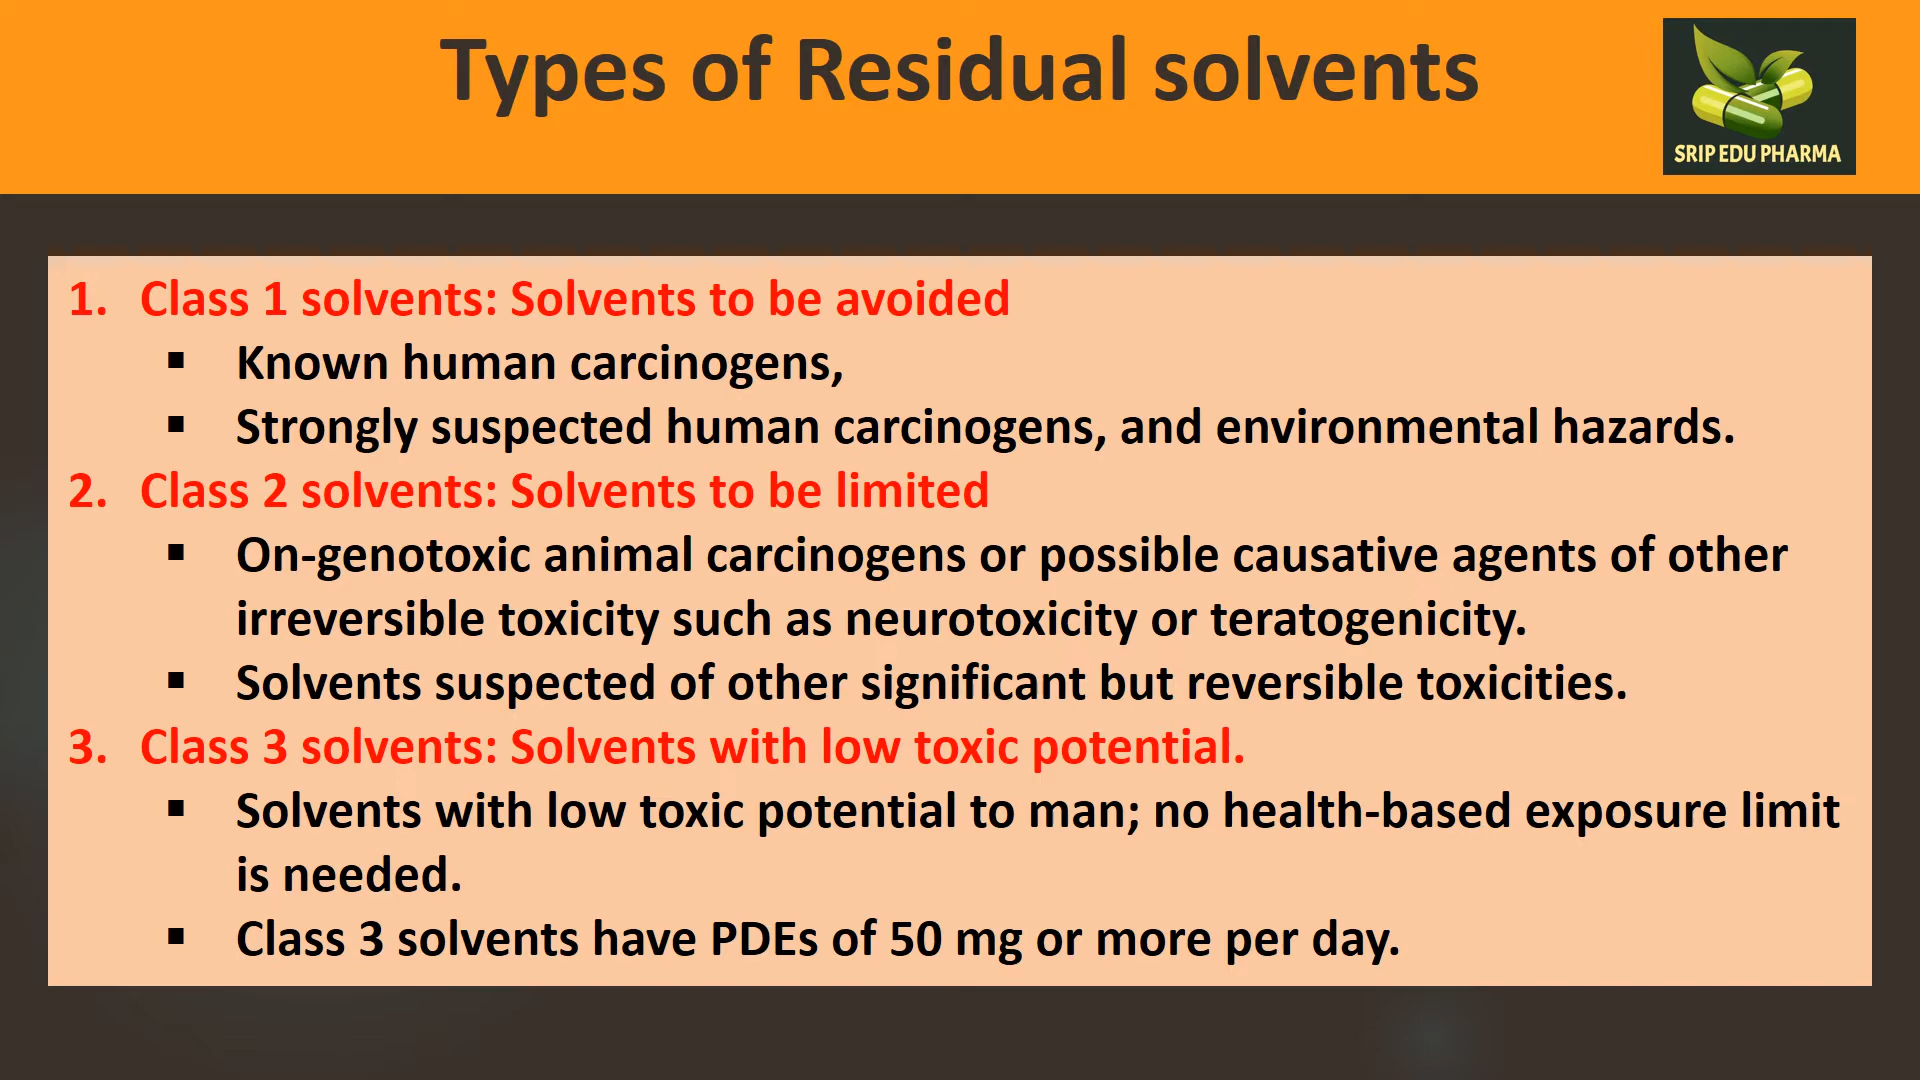 Types of Residual solvents
SRIP EDU PHARMA
1. Class 1 solvents: Solvents to be avoided
▪ Known human carcinogens,
▪ Strongly suspected human carcinogens, and environmental hazards.
2. Class 2 solvents: Solvents to be limited
▪ On-genotoxic animal carcinogens or possible causative agents of other
irreversible toxicity such as neurotoxicity or teratogenicity.
▪ Solvents suspected of other significant but reversible toxicities.
3. Class 3 solvents: Solvents with low toxic potential.
▪ Solvents with low toxic potential to man; no health-based exposure limit
is needed.
▪ Class 3 solvents have PDEs of 50 mg or more per day.